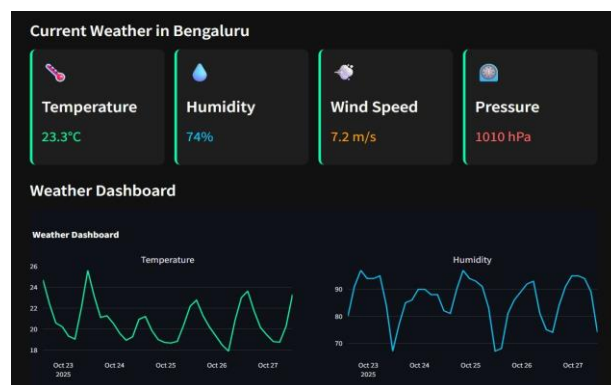 Current Weather in Bengaluru
Temperature
23.3°C
Humidity
74%
Wind Speed
7.2 m/s
Pressure
1010 hPa
Weather Dashboard
Weather Dashboard
Temperature
26
24
22
20
18
Oct 23
2025
Oct 24
Oct 25
Oct 26
Oct 27
Humidity
90
80
70
Oct 23
2025
Oct 24
Oct 25
Oct 26
Oct 27